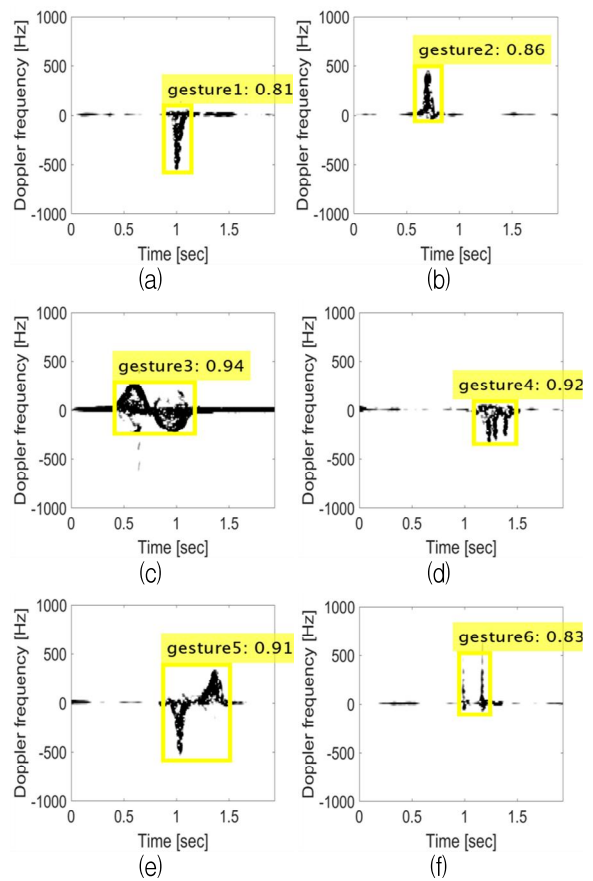 1000
500
0
-500
-1000
Doppler frequency [Hz]
gesture1: 0.81
0 0.5 1 1.5
Time [sec]
(a)
1000
500
0
-500
-1000
Doppler frequency [Hz]
gesture2: 0.86
0 0.5 1 1.5
Time [sec]
(b)
1000
500
0
-500
-1000
Doppler frequency [Hz]
gesture3: 0.94
0 0.5 1 1.5
Time [sec]
(c)
1000
500
0
-500
-1000
Doppler frequency [Hz]
gesture4: 0.92
0 0.5 1 1.5
Time [sec]
(d)
1000
500
0
-500
-1000
Doppler frequency [Hz]
gesture5: 0.91
0 0.5 1 1.5
Time [sec]
(e)
1000
500
0
-500
-1000
Doppler frequency [Hz]
gesture6: 0.83
0 0.5 1 1.5
Time [sec]
(f)